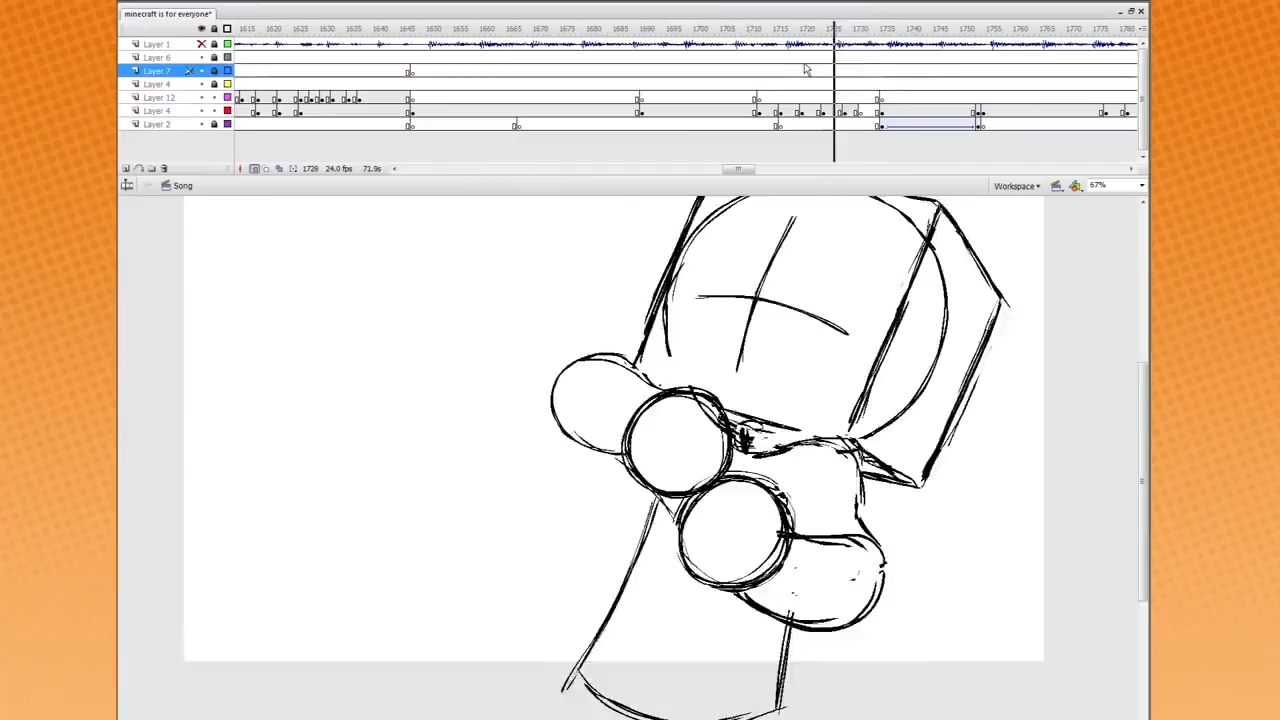 minecraft is for everyone*
1615 1620 1625 1630 1635 1640 1645 1650 1655 1660 1665 1670 1675 1680 1685 1690 1695 1700 1705 1710 1715 1720 1725 1730 1735 1740 1745 1750 1755 1760 1765 1770 1775 1780
Layer 1
Layer 6
Layer 7
Layer 4
Layer 12
Layer 4
Layer 2
1729 24.0 fps 71.9s
Song Workspace 67%